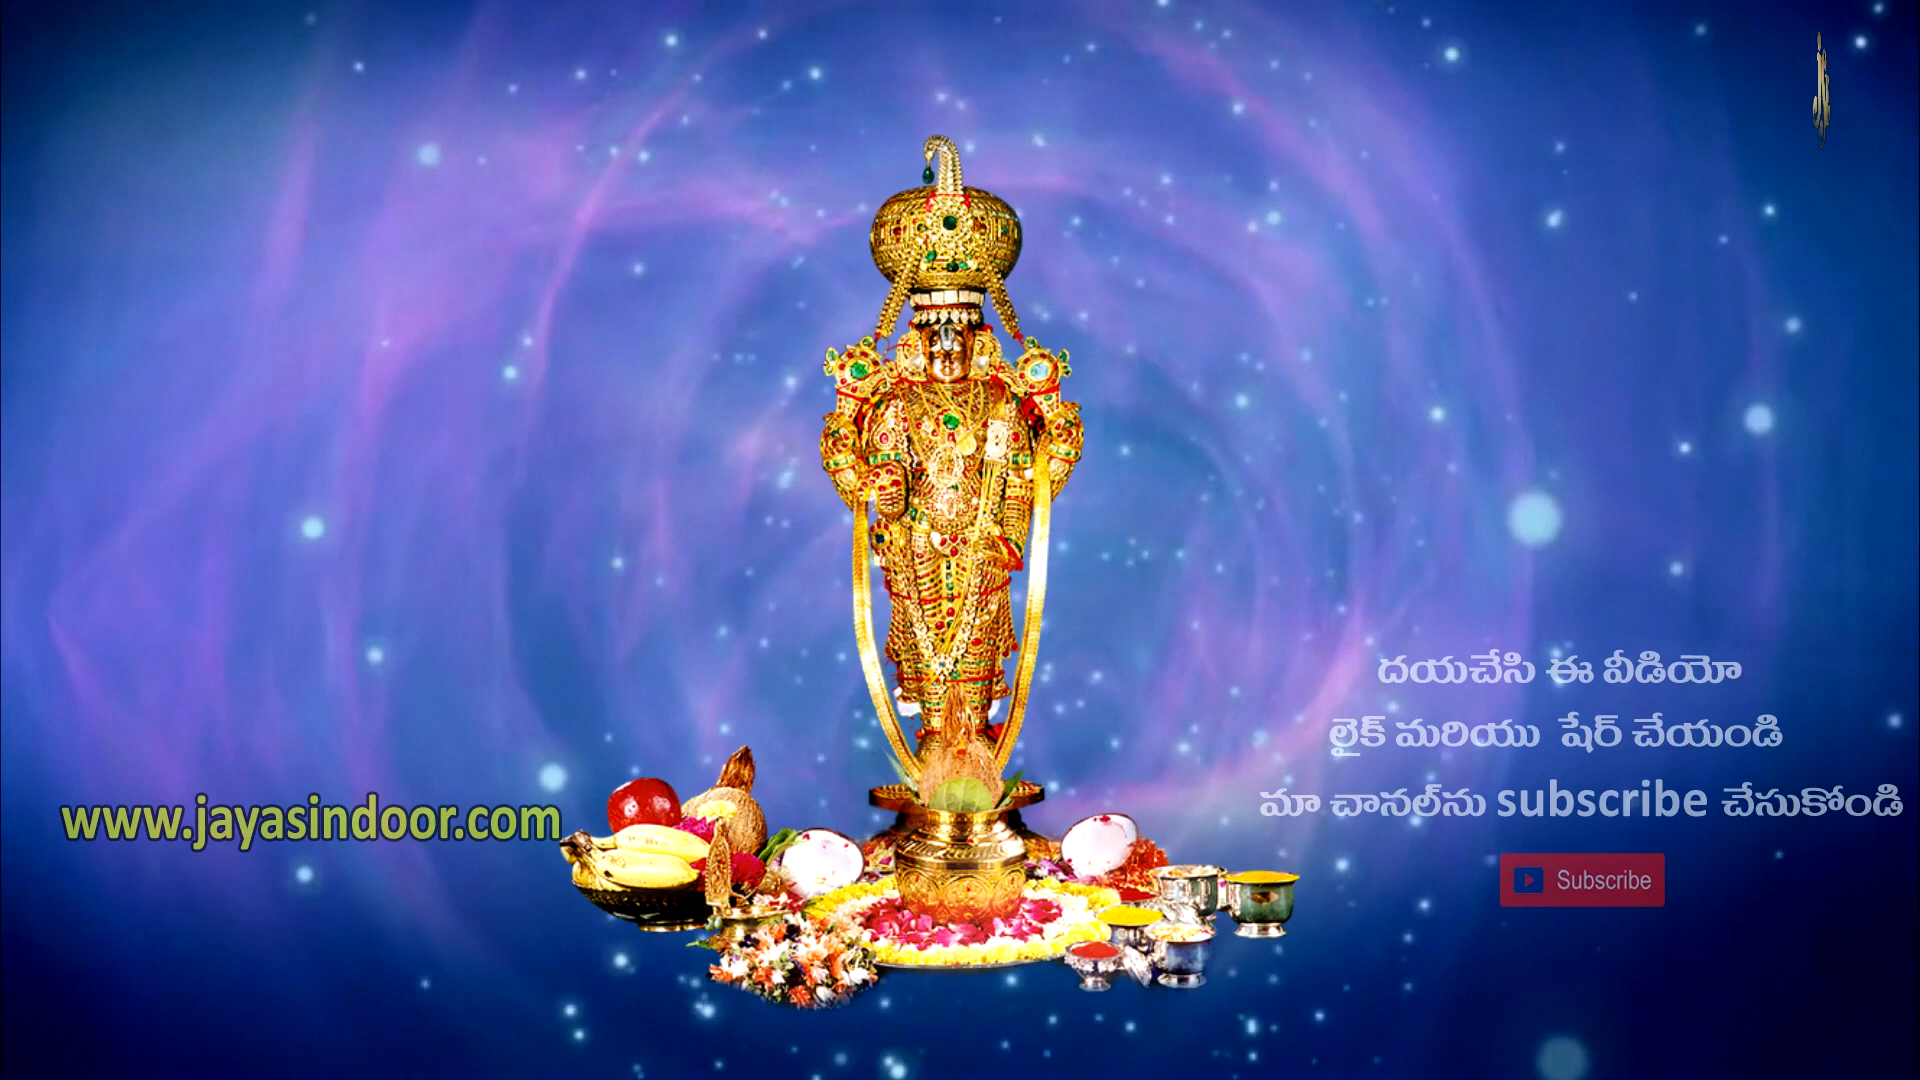 www.jayasindoor.com
దయచేసి ఈ వీడియో
లైక్ మరియు షేర్ చేయండి
మా చానల్‌ను subscribe చేసుకోండి
Subscribe